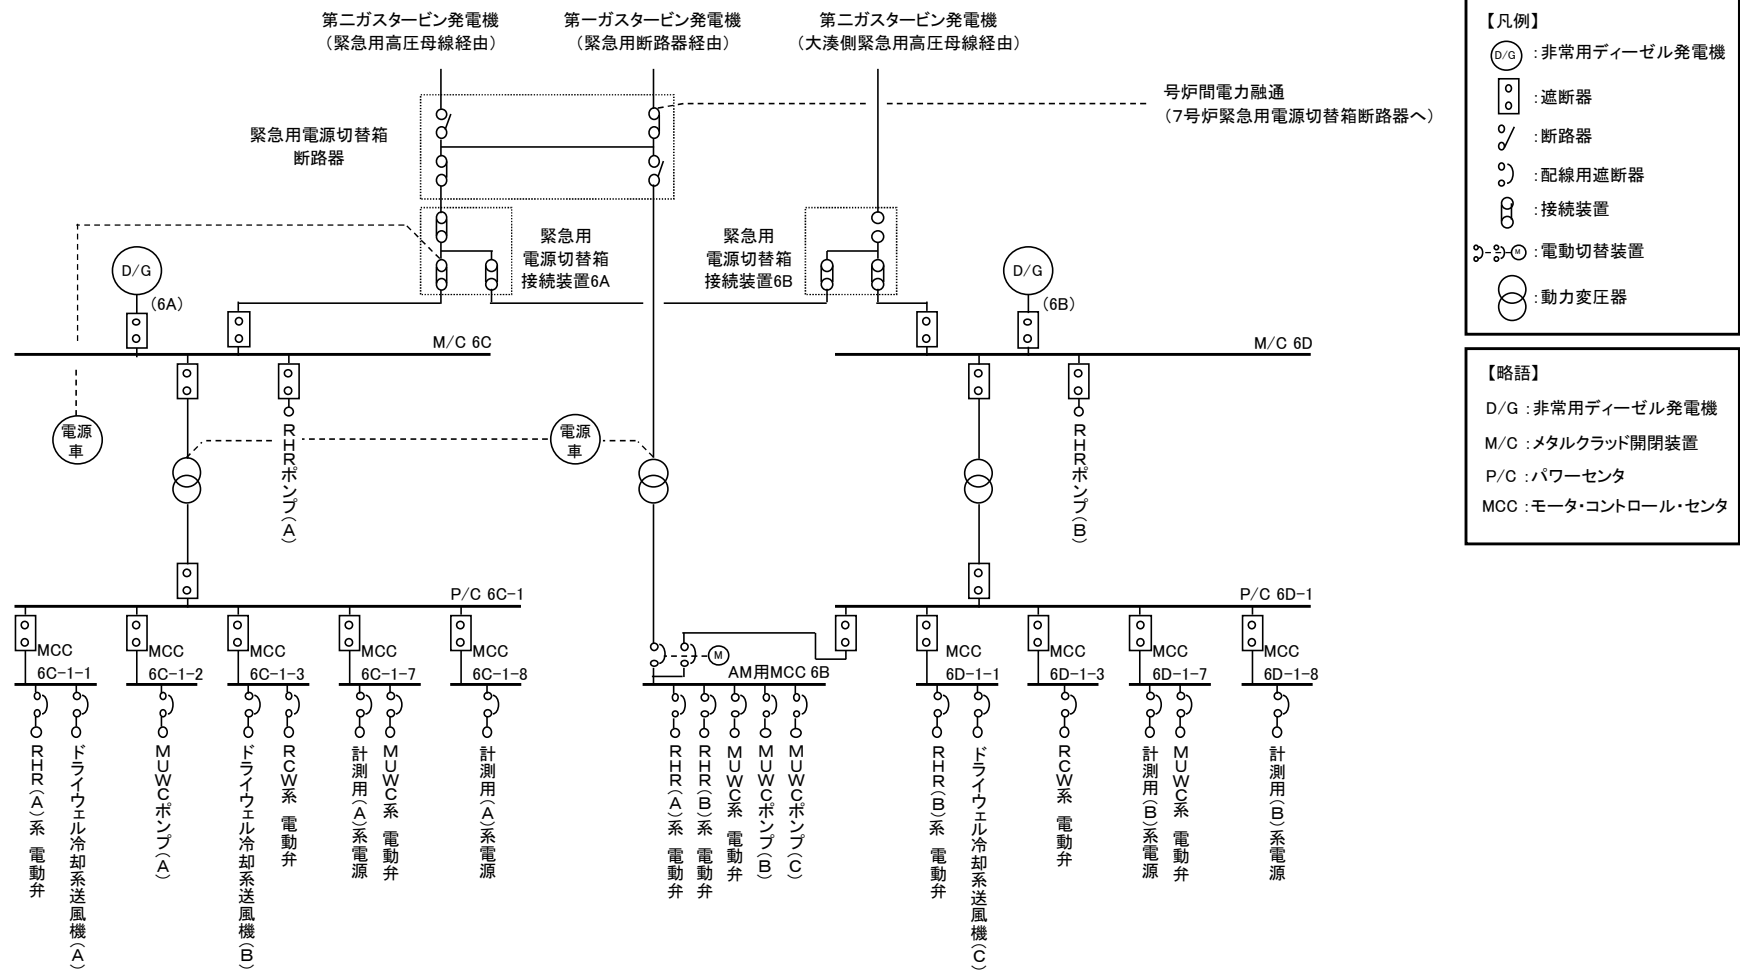 第二ガスタービン発電機
（緊急用高圧母線経由）
第一ガスタービン発電機
（緊急用断路器経由）
第二ガスタービン発電機
（大湊側緊急用高圧母線経由）
号炉間電力融通
（7号炉緊急用電源切替箱断路器へ）
緊急用電源切替箱
断路器
緊急用
電源切替箱
接続装置6A
緊急用
電源切替箱
接続装置6B
D/G
(6A)
D/G
(6B)
M/C 6C
M/C 6D
電源
車
電源
車
RHRポンプ(A)
RHRポンプ(B)
P/C 6C-1
P/C 6D-1
MCC
6C-1-1
MCC
6C-1-2
MCC
6C-1-3
MCC
6C-1-7
MCC
6C-1-8
M
AM用MCC 6B
MCC
6D-1-1
MCC
6D-1-3
MCC
6D-1-7
MCC
6D-1-8
RHR(A)系 電動弁
ドライウェル冷却系送風機(A)
MUWCポンプ(A)
ドライウェル冷却系送風機(B)
RCW系 電動弁
計測用(A)系電源
MUWC系 電動弁
計測用(A)系電源
RHR(A)系 電動弁
RHR(B)系 電動弁
MUWC系 電動弁
MUWCポンプ(B)
MUWCポンプ(C)
RHR(B)系 電動弁
ドライウェル冷却系送風機(C)
RCW系 電動弁
計測用(B)系電源
MUWC系 電動弁
計測用(B)系電源
【凡例】
D/G ：非常用ディーゼル発電機
：遮断器
：断路器
：配線用遮断器
：接続装置
M ：電動切替装置
：動力変圧器
【略語】
D/G ：非常用ディーゼル発電機
M/C ：メタルクラッド開閉装置
P/C ：パワーセンタ
MCC ：モータ・コントロール・センタ